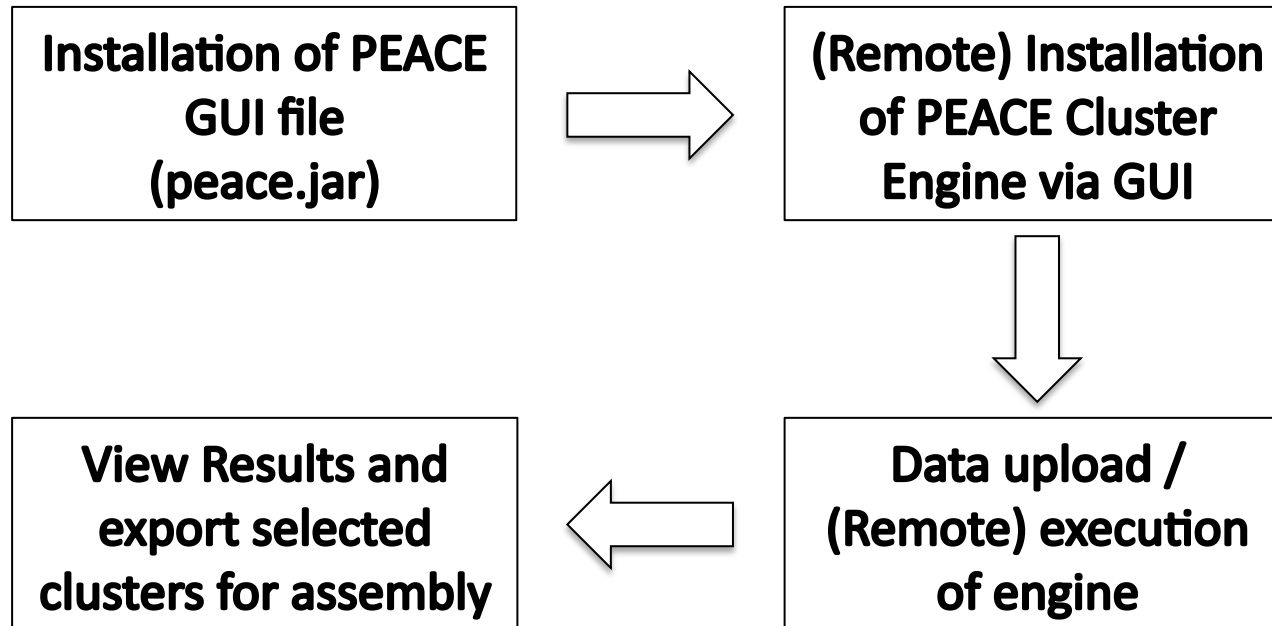 Installation of PEACE
GUI file
(peace.jar)
(Remote) Installation
of PEACE Cluster
Engine via GUI
Data upload /
(Remote) execution
of engine
View Results and
export selected
clusters for assembly